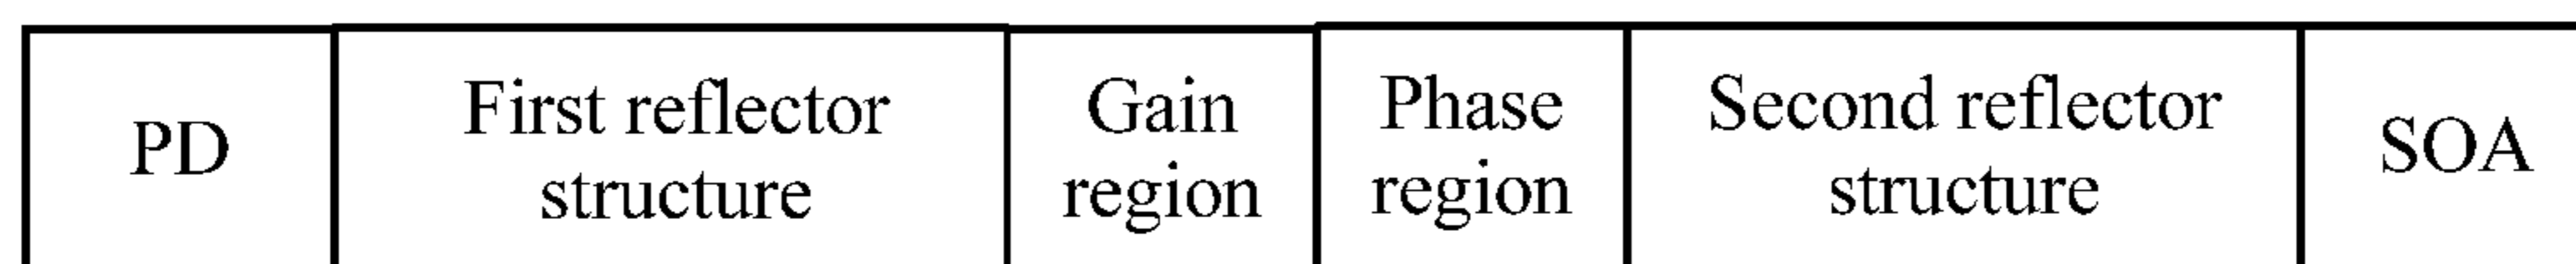 PD
First reflector
structure
Gain
region
Phase
region
Second reflector
structure
SOA